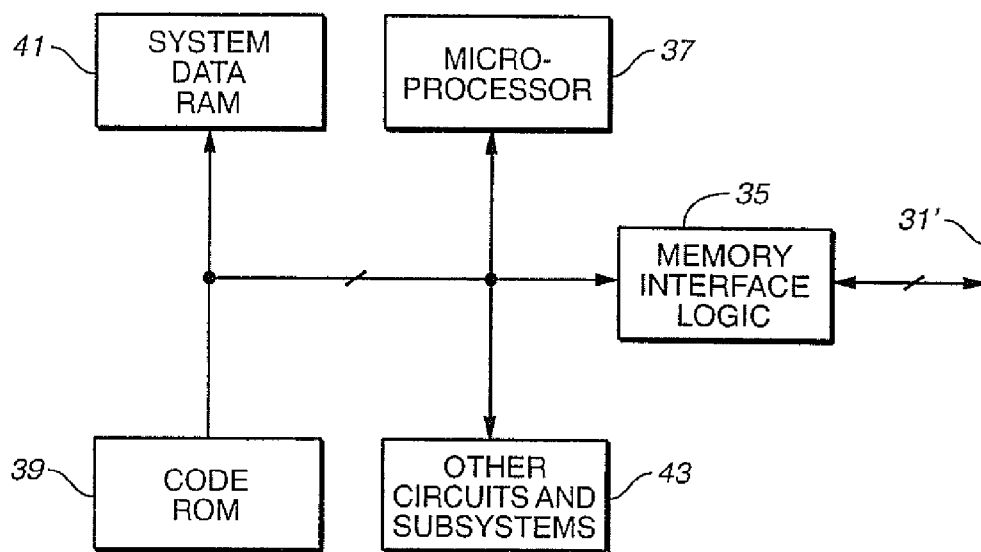 41
SYSTEM
DATA
RAM
MICRO-
PROCESSOR
37
35
MEMORY
INTERFACE
LOGIC
31'
39
CODE
ROM
OTHER
CIRCUITS AND
SUBSYSTEMS
43